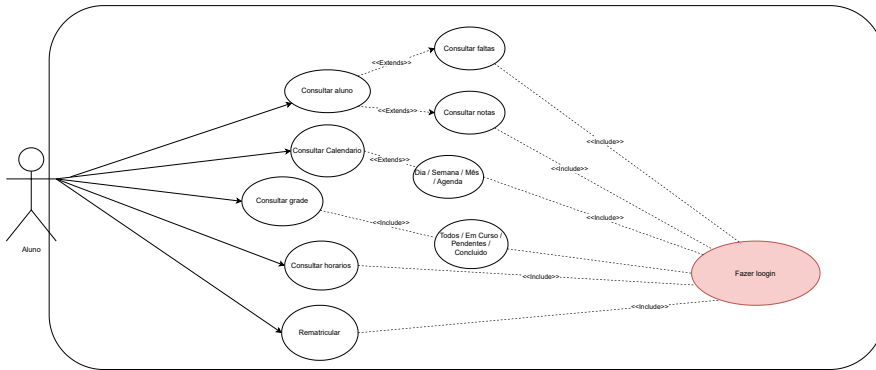 Consultar faltas
<<Extends>>
Consultar aluno
<<Extends>>
Consultar notas
<<Include>>
Consultar Calendario
<<Extends>>
Dia / Semana / Mês
/ Agenda
<<Include>>
Consultar grade
<<Include>>
<<Include>>
Todos / Em Curso /
Pendentes /
Concluido
Aluno
Consultar horarios
<<Include>>
Fazer loogin
<<Include>>
Rematricular